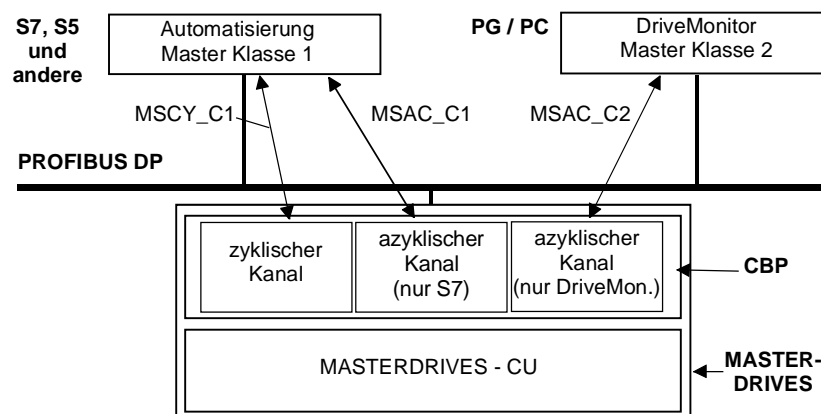 S7, S5
und
andere
Automatisierung
Master Klasse 1
PG / PC
DriveMonitor
Master Klasse 2
MSCY_C1
MSAC_C1
MSAC_C2
PROFIBUS DP
zyklischer
Kanal
azyklischer
Kanal
(nur S7)
azyklischer
Kanal
(nur DriveMon.)
CBP
MASTERDRIVES - CU
MASTER-
DRIVES